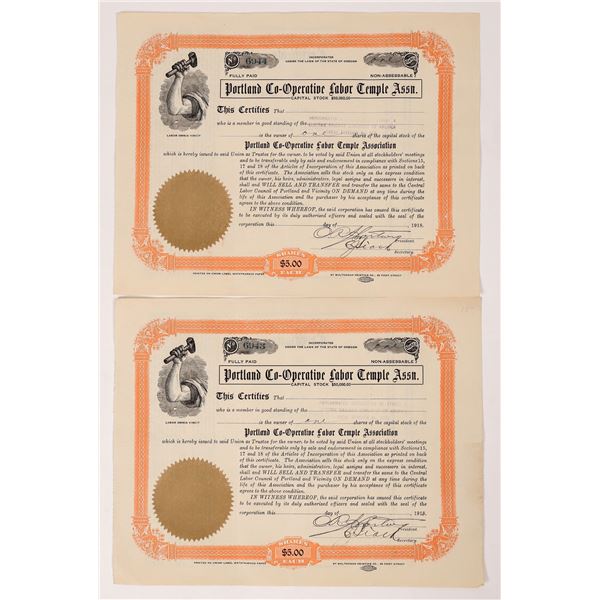 INCORPORATED
No 6944
UNDER THE LAWS OF THE STATE OF OREGON
FULLY PAID
NON-ASSESSABLE
Portland Co-Operative Labor Temple Assn.
CAPITAL STOCK $50,000.00
LABOR OMNIA VINCIT
This Certifies That
who is a member in good standing of the
is the owner of one shares of the capital stock of the
Portland Co-Operative Labor Temple Association
which is hereby issued to said Union as Trustee for the owner, to be voted by said Union at all stockholders' meetings
and to be transferable only by sale and endorsement in compliance with Sections 15,
17 and 18 of the Articles of Incorporation of this Association as printed on back of
this certificate. The Association sells this stock only on the express condition
that the owner, his heirs, administrators, legal assigns and successors in interest,
shall and WILL SELL AND TRANSFER the same to the Central
Labor Council of Portland and Vicinity ON DEMAND at any time during the
life of this Association and the purchaser by his acceptance of this certificate
agrees to the above condition.
IN WITNESS WHEREOF, the said corporation has caused this certificate
to be executed by its duly authorized officers and sealed with the seal of the
corporation this day of , 1918.
President
Secretary
SHARES
$5.00
EACH
PRINTED ON UNION LABEL WATERMARKED PAPER
INCORPORATED
No 6943
UNDER THE LAWS OF THE STATE OF OREGON
FULLY PAID
NON-ASSESSABLE
Portland Co-Operative Labor Temple Assn.
CAPITAL STOCK $50,000.00
LABOR OMNIA VINCIT
This Certifies That
who is a member in good standing of the
is the owner of one shares of the capital stock of the
Portland Co-Operative Labor Temple Association
which is hereby issued to said Union as Trustee for the owner, to be voted by said Union at all stockholders' meetings
and to be transferable only by sale and endorsement in compliance with Sections 15,
17 and 18 of the Articles of Incorporation of this Association as printed on back of
this certificate. The Association sells this stock only on the express condition
that the owner, his heirs, administrators, legal assigns and successors in interest,
shall and WILL SELL AND TRANSFER the same to the Central
Labor Council of Portland and Vicinity ON DEMAND at any time during the
life of this Association and the purchaser by his acceptance of this certificate
agrees to the above condition.
IN WITNESS WHEREOF, the said corporation has caused this certificate
to be executed by its duly authorized officers and sealed with the seal of the
corporation this day of , 1918.
President
Secretary
SHARES
$5.00
EACH
PRINTED ON UNION LABEL WATERMARKED PAPER